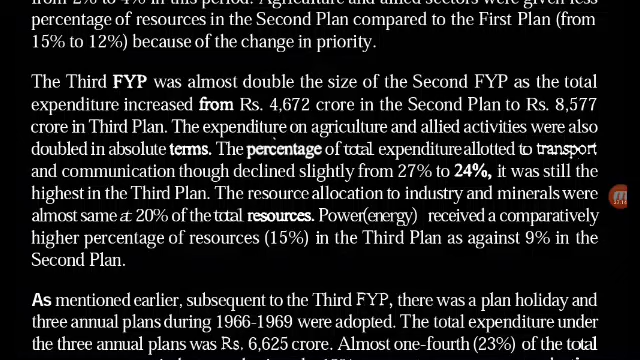 percentage of resources in the Second Plan compared to the First Plan (from
15% to 12%) because of the change in priority.
The Third FYP was almost double the size of the Second FYP as the total
expenditure increased from Rs. 4,672 crore in the Second Plan to Rs. 8,577
crore in Third Plan. The expenditure on agriculture and allied activities were also
doubled in absolute terms. The percentage of total expenditure allotted to transport
and communication though declined slightly from 27% to 24%, it was still the
highest in the Third Plan. The resource allocation to industry and minerals were
almost same at 20% of the total resources. Power(energy) received a comparatively
higher percentage of resources (15%) in the Third Plan as against 9% in the
Second Plan.
As mentioned earlier, subsequent to the Third FYP, there was a plan holiday and
three annual plans during 1966-1969 were adopted. The total expenditure under
the three annual plans was Rs. 6,625 crore. Almost one-fourth (23%) of the total